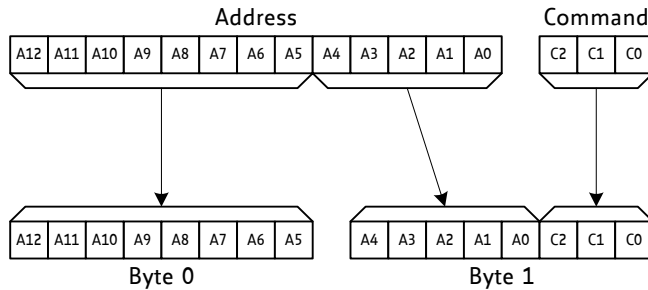 Address Command
A12 A11 A10 A9 A8 A7 A6 A5 A4 A3 A2 A1 A0 C2 C1 C0
A12 A11 A10 A9 A8 A7 A6 A5 A4 A3 A2 A1 A0 C2 C1 C0
Byte 0 Byte 1